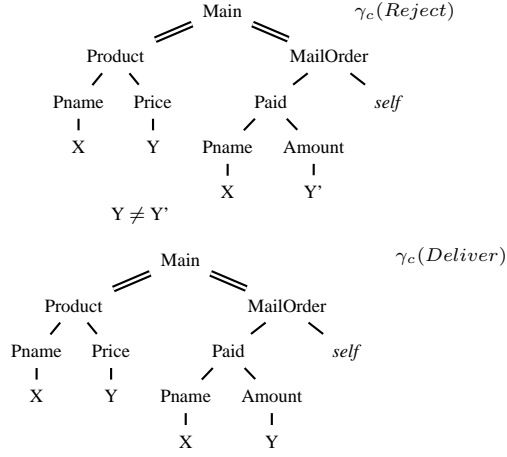 Main γc(Reject)
Product MailOrder
Pname Price Paid self
X Y Pname Amount
X Y'
Y ≠ Y'
Main γc(Deliver)
Product MailOrder
Pname Price Paid self
X Y Pname Amount
X Y